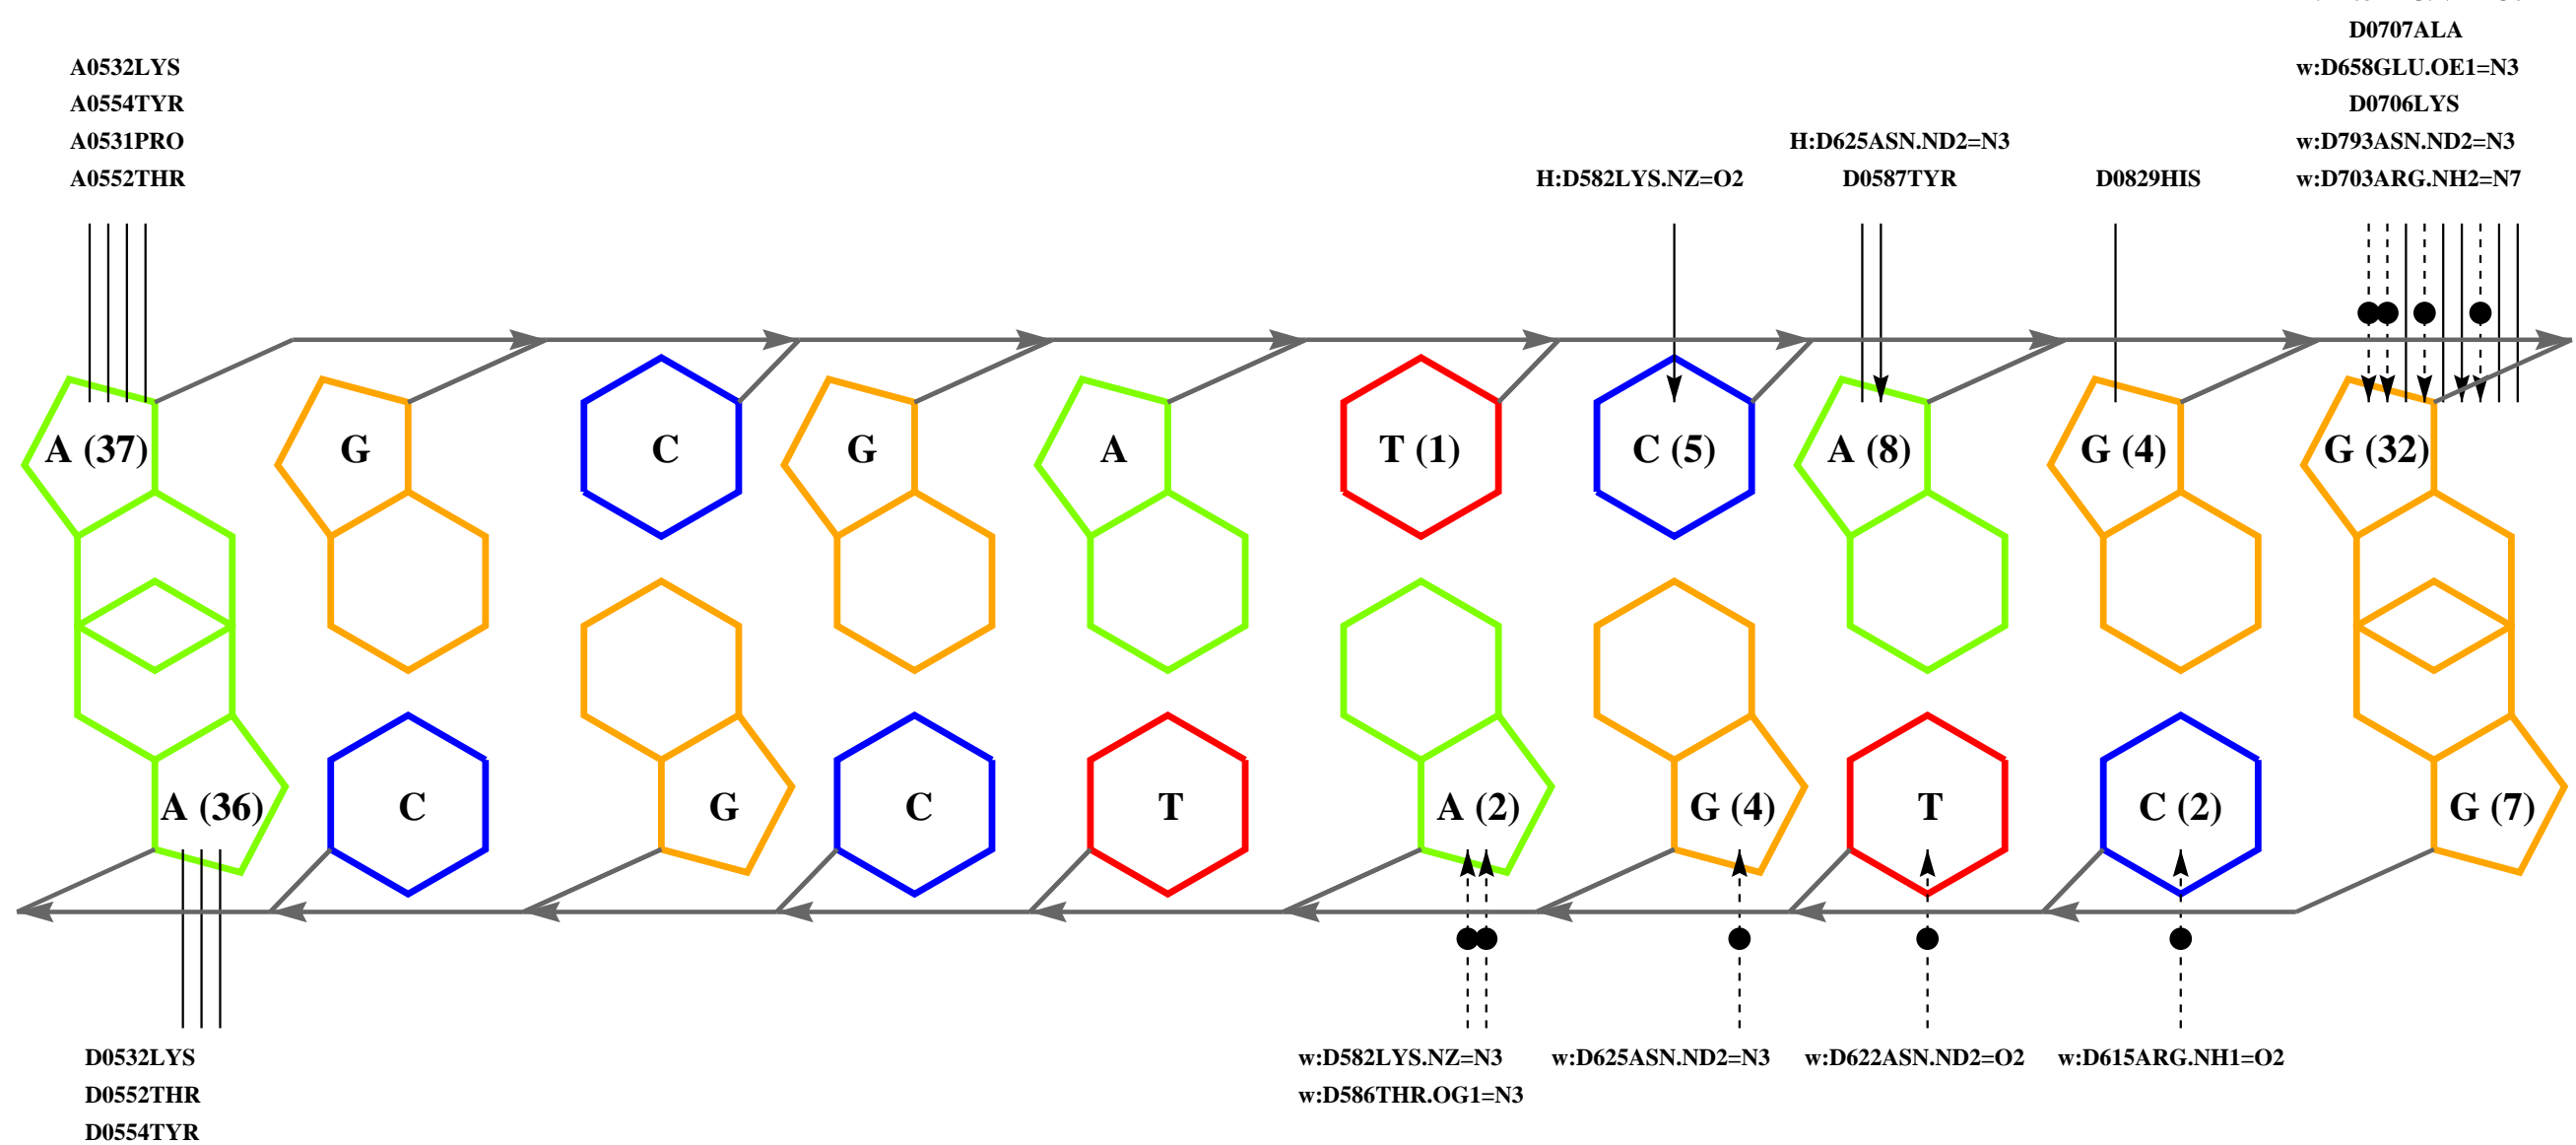 D0707ALA
A0532LYS
w:D658GLU.OE1=N3
A0554TYR
D0706LYS
A0531PRO
H:D625ASN.ND2=N3
w:D793ASN.ND2=N3
A0552THR
H:D582LYS.NZ=O2
D0587TYR
D0829HIS
w:D703ARG.NH2=N7
A (37)
G
C
G
A
T (1)
C (5)
A (8)
G (4)
G (32)
A (36)
C
G
C
T
A (2)
G (4)
T
C (2)
G (7)
D0532LYS
w:D582LYS.NZ=N3
w:D625ASN.ND2=N3
w:D622ASN.ND2=O2
w:D615ARG.NH1=O2
D0552THR
w:D586THR.OG1=N3
D0554TYR